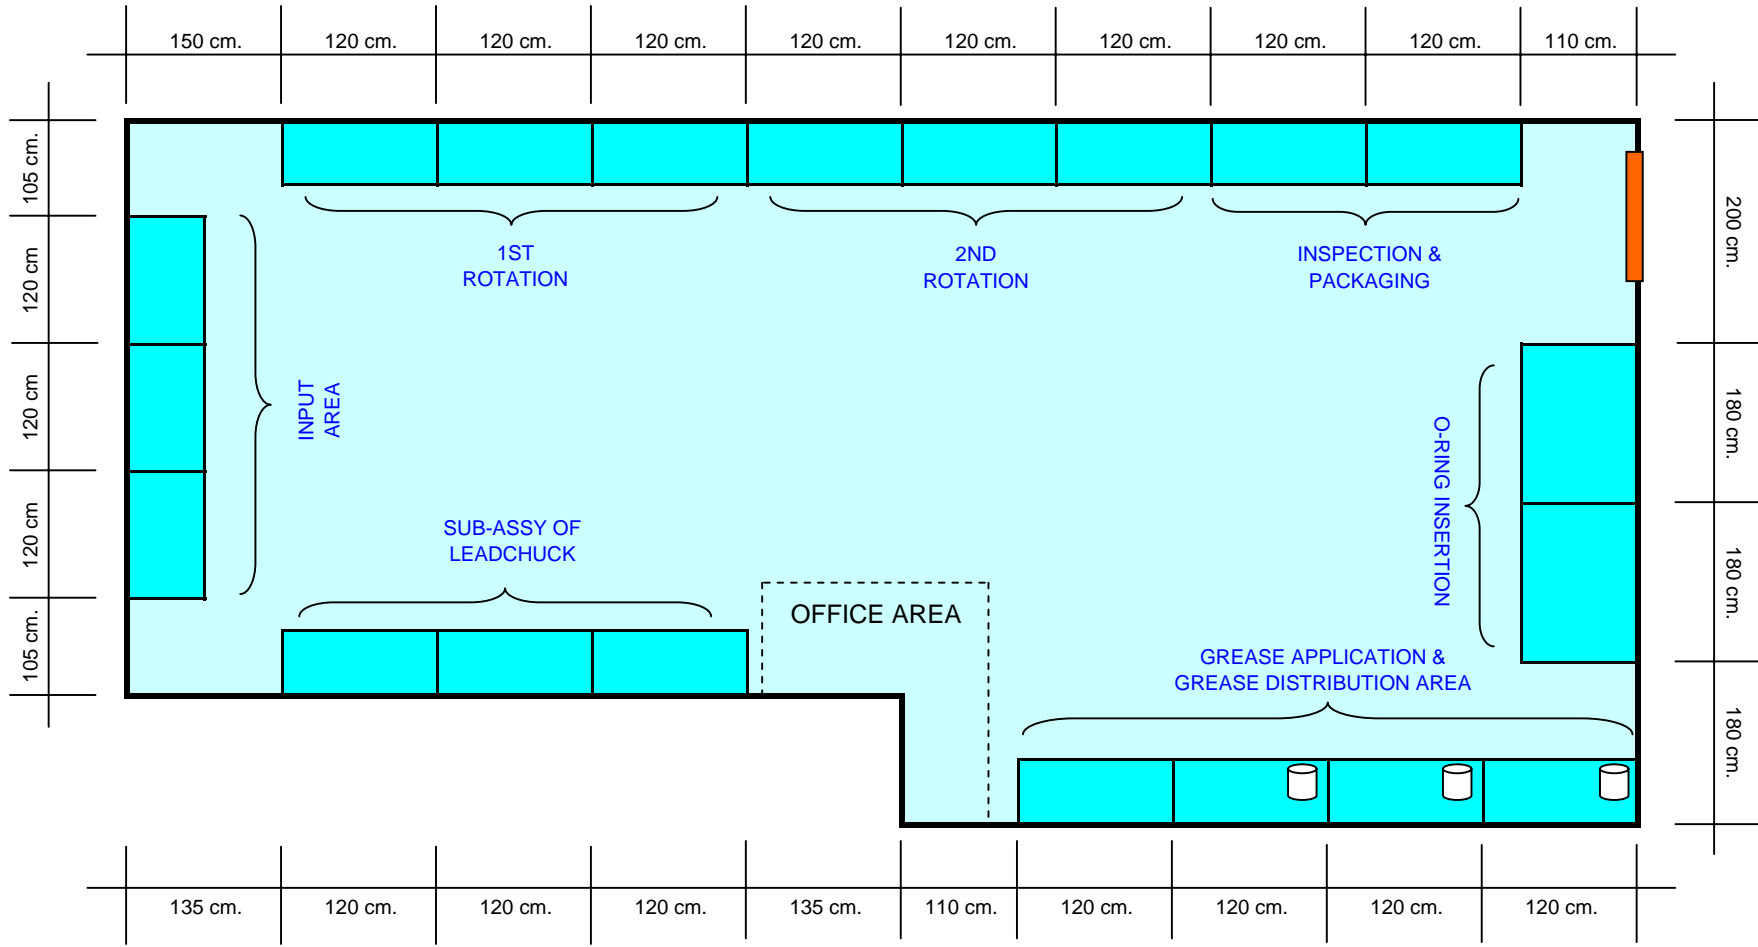 150 cm.
120 cm.
120 cm.
120 cm.
120 cm.
120 cm.
120 cm.
120 cm.
120 cm.
110 cm.
105 cm.
120 cm
120 cm
120 cm
105 cm.
1ST
ROTATION
2ND
ROTATION
INSPECTION &
PACKAGING
INPUT
AREA
SUB-ASSY OF
LEADCHUCK
OFFICE AREA
O-RING INSERTION
GREASE APPLICATION &
GREASE DISTRIBUTION AREA
200 cm.
180 cm.
180 cm.
180 cm.
135 cm.
120 cm.
120 cm.
120 cm.
135 cm.
110 cm.
120 cm.
120 cm.
120 cm.
120 cm.